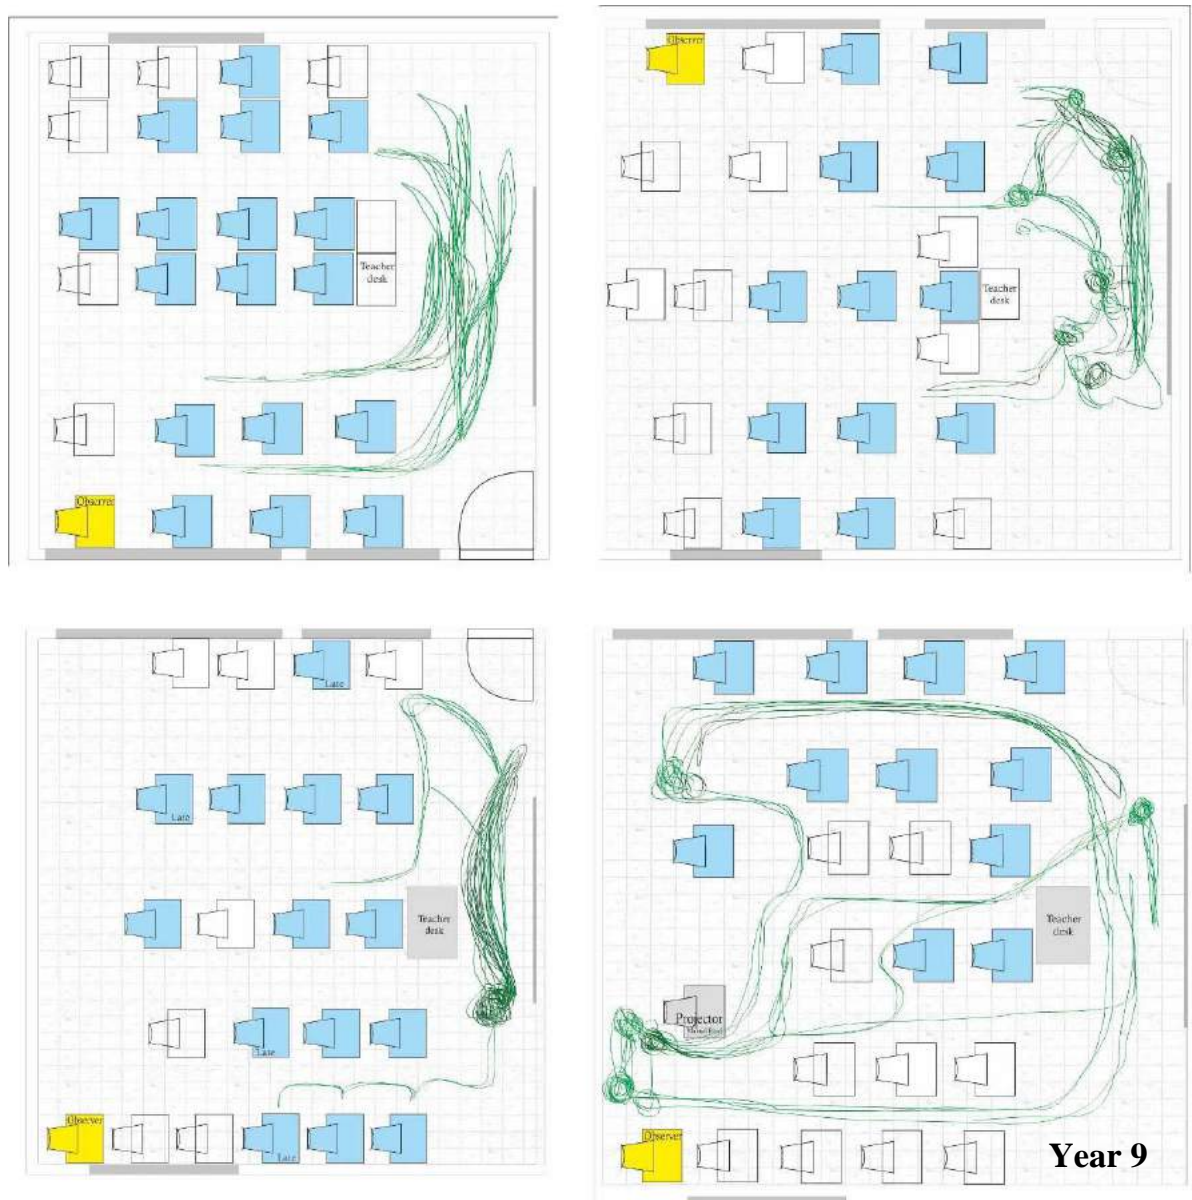 Observer
Teacher
desk
Teacher
desk
Observer
Late
Late
Teacher
desk
Late
Observer
Late
Teacher
desk
Projector
Observer
Year 9